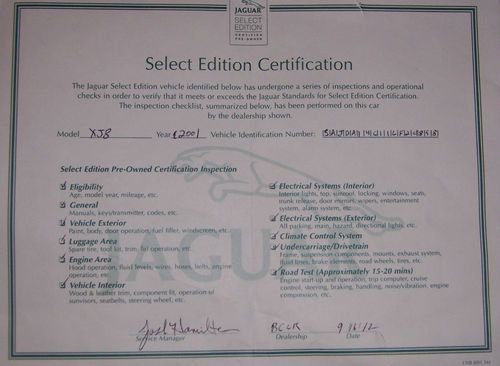 JAGUAR
SELECT
EDITION
CERTIFIED
PRE-OWNED
Select Edition Certification
The Jaguar Select Edition vehicle identified below has undergone a series of inspections and operational
checks in order to verify that it meets or exceeds the Jaguar Standards for Select Edition Certification.
The inspection checklist, summarized below, has been performed on this car
by the dealership shown.
Model XJ8 Year 2001 Vehicle Identification Number:
Select Edition Pre-Owned Certification Inspection
Eligibility
Age, model year, mileage, etc.
General
Manuals, keys/transmitter, codes, etc.
Vehicle Exterior
Paint, body, door operation, fuel filler, windscreen, etc.
Luggage Area
Spare tire, tool kit, trim, lid operation, etc.
Engine Area
Hood operation, fluid levels, hoses, belts, engine
operation, etc.
Vehicle Interior
Wood & leather trim, component fit, operation of
sunvisors, seatbelts, steering wheel, etc.
Electrical Systems (Interior)
Interior lights, top, sunroof, locking, windows, seats,
trunk release, door mirrors, wipers, entertainment
system, alarm system, etc.
Electrical Systems (Exterior)
All parking, main, hazard, directional lights, etc.
Climate Control System
Undercarriage/Drivetrain
Frame, suspension components, mounts, exhaust system,
fluid lines, brake elements, road wheels, tires, etc.
Road Test (Approximately 15-20 mins)
Engine start-up and operation, trip computer, cruise
control, steering, braking, handling, noise/vibration, engine
compression, etc.
JAGUAR
Josh Hamilton
Service Manager
Dealership
Date